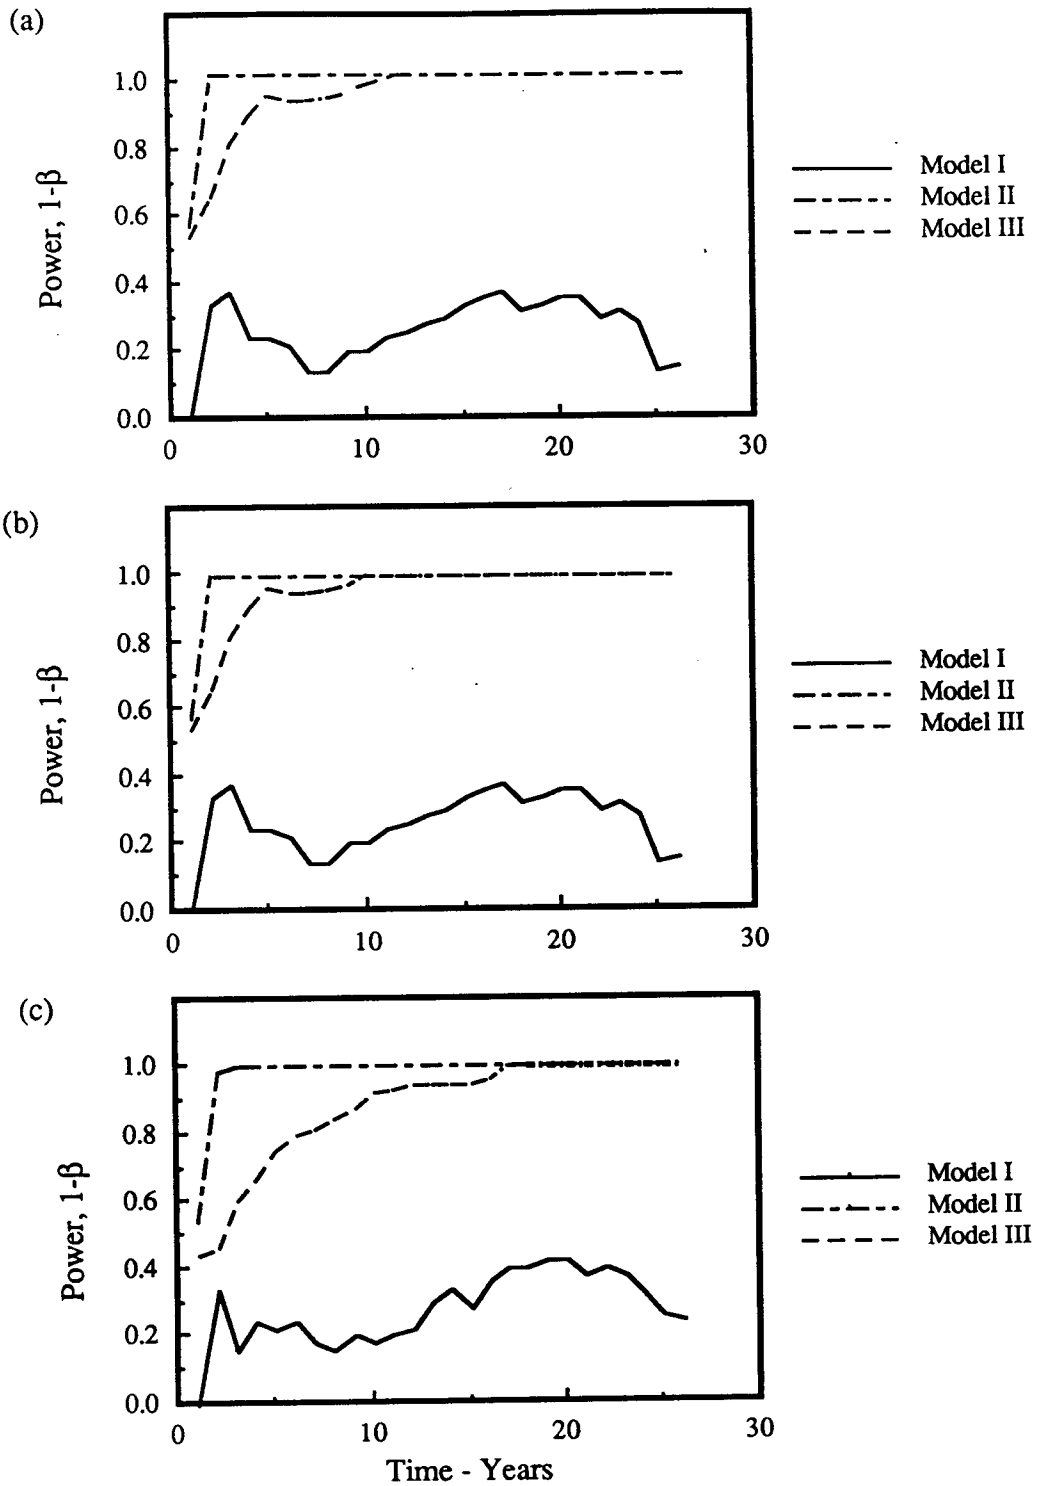 (a)
1.0
0.8
0.6
0.4
0.2
0.0
Power, 1-β
0
10
20
30
Model I
Model II
Model III
(b)
1.0
0.8
0.6
0.4
0.2
0.0
Power, 1-β
0
10
20
30
Model I
Model II
Model III
(c)
1.0
0.8
0.6
0.4
0.2
0.0
Power, 1-β
0
10
20
30
Time - Years
Model I
Model II
Model III